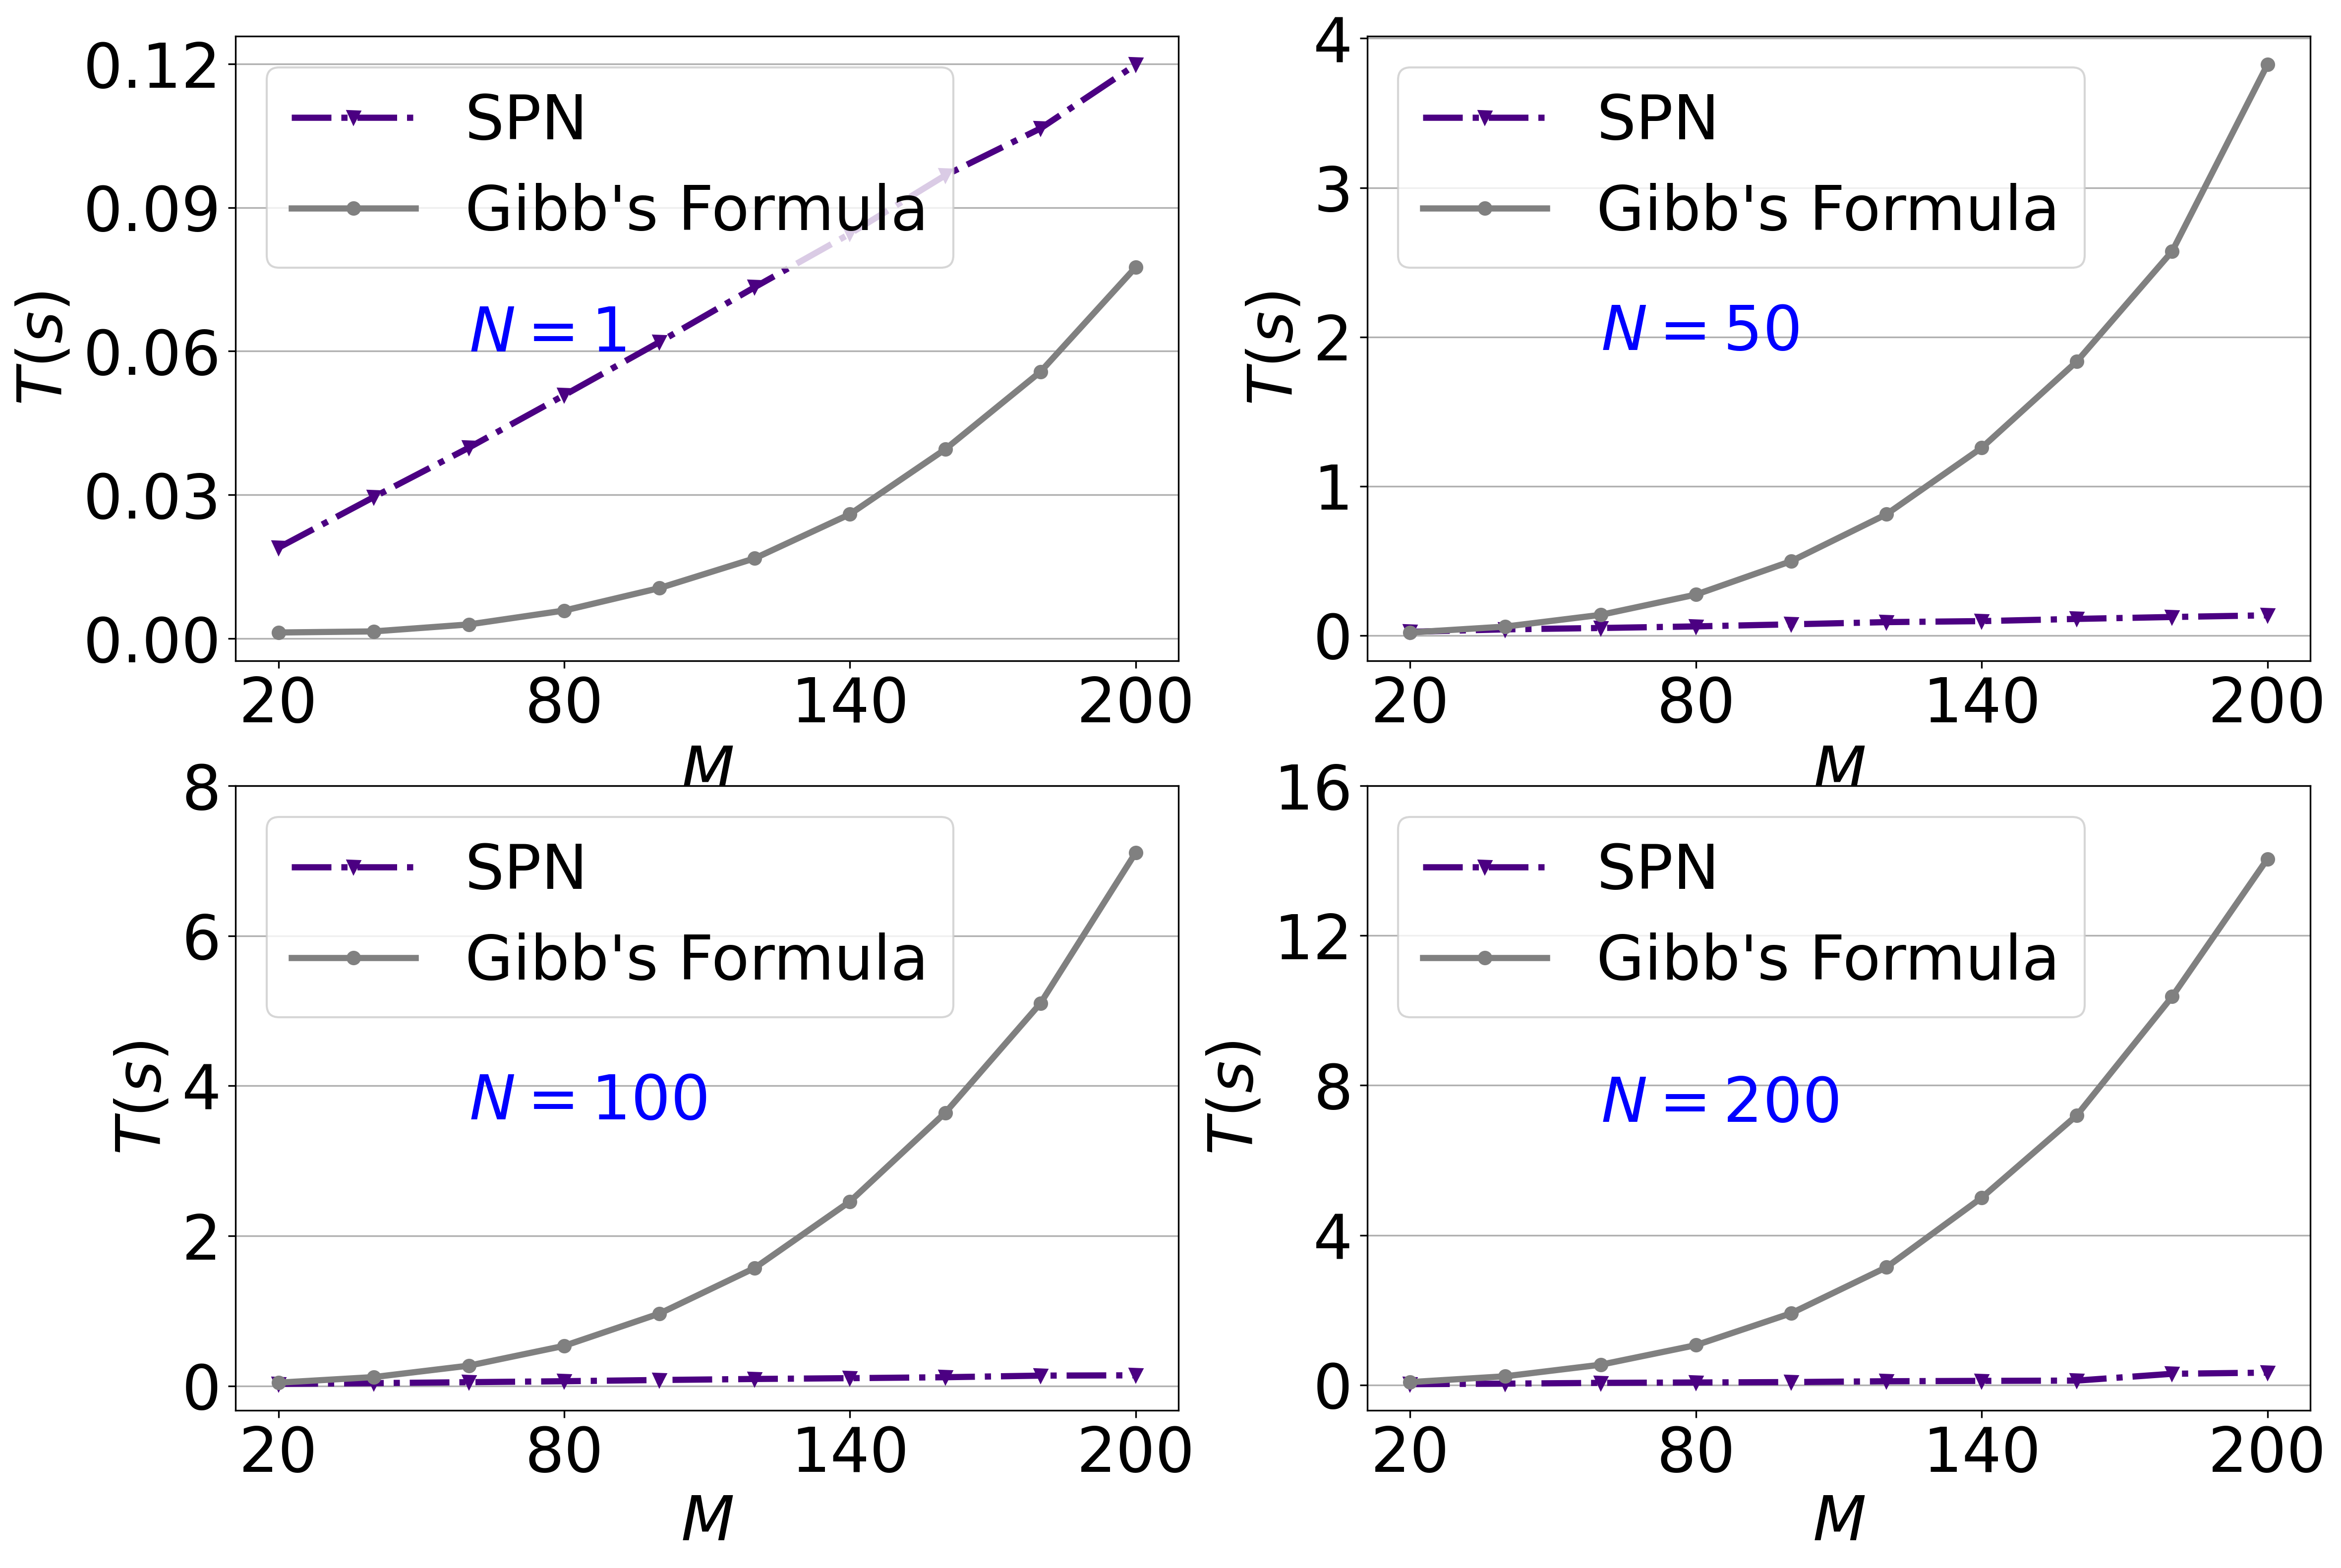 0.12
0.09
0.06
0.03
0.00
T(s)
SPN
Gibb's Formula
N = 1
20 80 140 200
M
4
3
2
1
0
T(s)
SPN
Gibb's Formula
N = 50
20 80 140 200
M
8
6
4
2
0
T(s)
SPN
Gibb's Formula
N = 100
20 80 140 200
M
16
12
8
4
0
T(s)
SPN
Gibb's Formula
N = 200
20 80 140 200
M